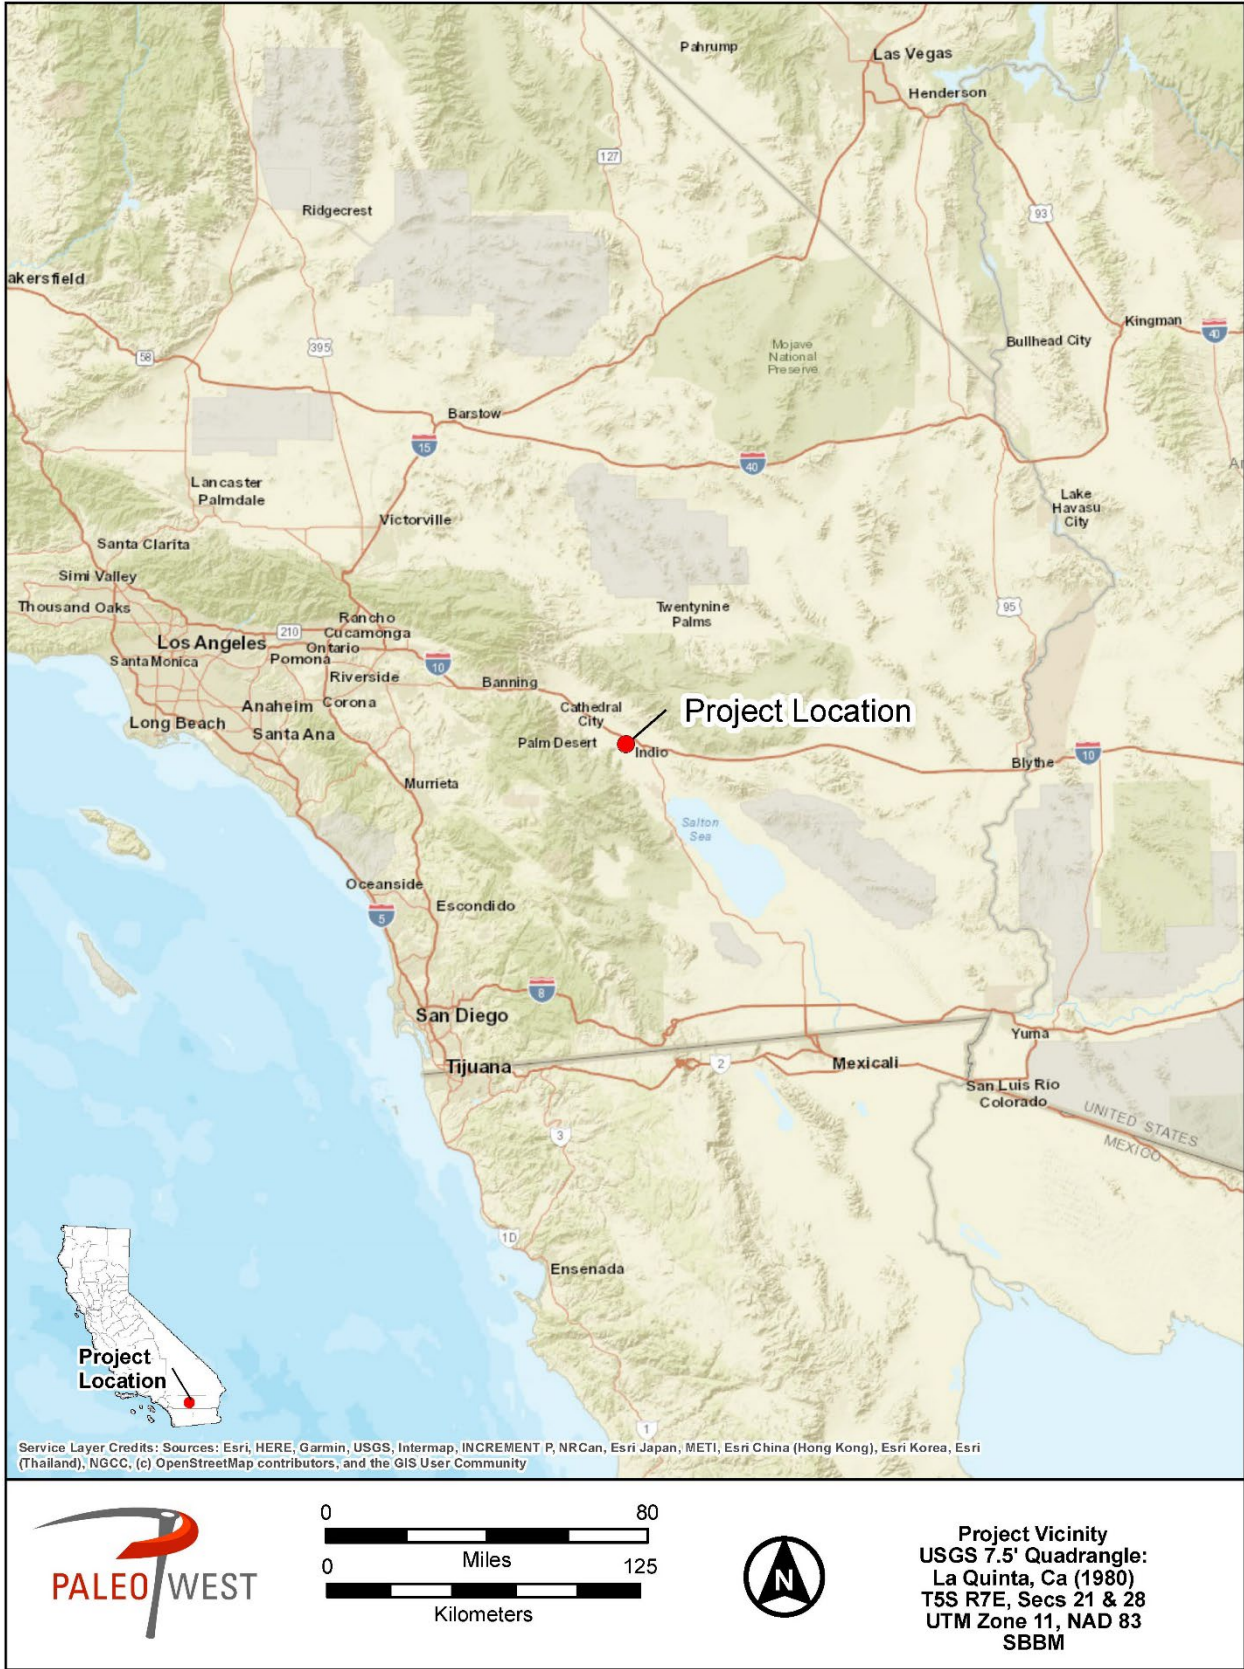 Pahrump
Las Vegas
Henderson
127
Ridgecrest
93
akersfield
Kingman
40
Bullhead City
395
58
Mojave
National
Preserve
Barstow
15
40
Lancaster
Palmdale
Lake
Havasu
City
Victorville
Santa Clarita
Simi Valley
Thousand Oaks
Twentynine
Palms
95
Rancho
Cucamonga
210
Los Angeles
Ontario
Santa Monica
Pomona
10
Riverside
Banning
Anaheim
Corona
Cathedral
City
Project Location
Long Beach
Santa Ana
Palm Desert
Indio
Blythe
10
Murrieta
Salton
Sea
Oceanside
Escondido
5
8
San Diego
Yuma
Tijuana
2
Mexicali
San Luis Rio
Colorado
UNITED STATES
MEXICO
3
1D
Ensenada
1
Project
Location
Service Layer Credits: Sources: Esri, HERE, Garmin, USGS, Intermap, INCREMENT P, NRCan, Esri Japan, METI, Esri China (Hong Kong), Esri Korea, Esri
(Thailand), NGCC, (c) OpenStreetMap contributors, and the GIS User Community
PALEO WEST
0 80
Miles
0 125
Kilometers
N
Project Vicinity
USGS 7.5' Quadrangle:
La Quinta, Ca (1980)
T5S R7E, Secs 21 & 28
UTM Zone 11, NAD 83
SBBM